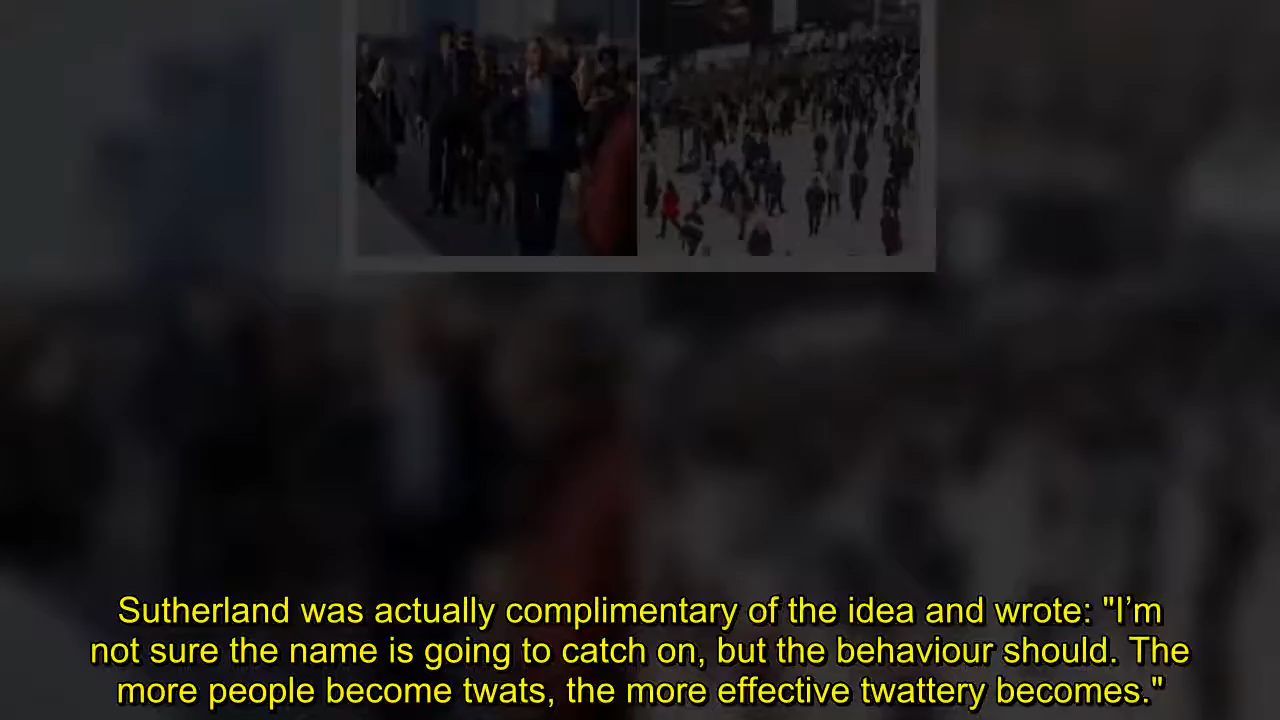 Sutherland was actually complimentary of the idea and wrote: "I’m
not sure the name is going to catch on, but the behaviour should. The
more people become twats, the more effective twattery becomes."